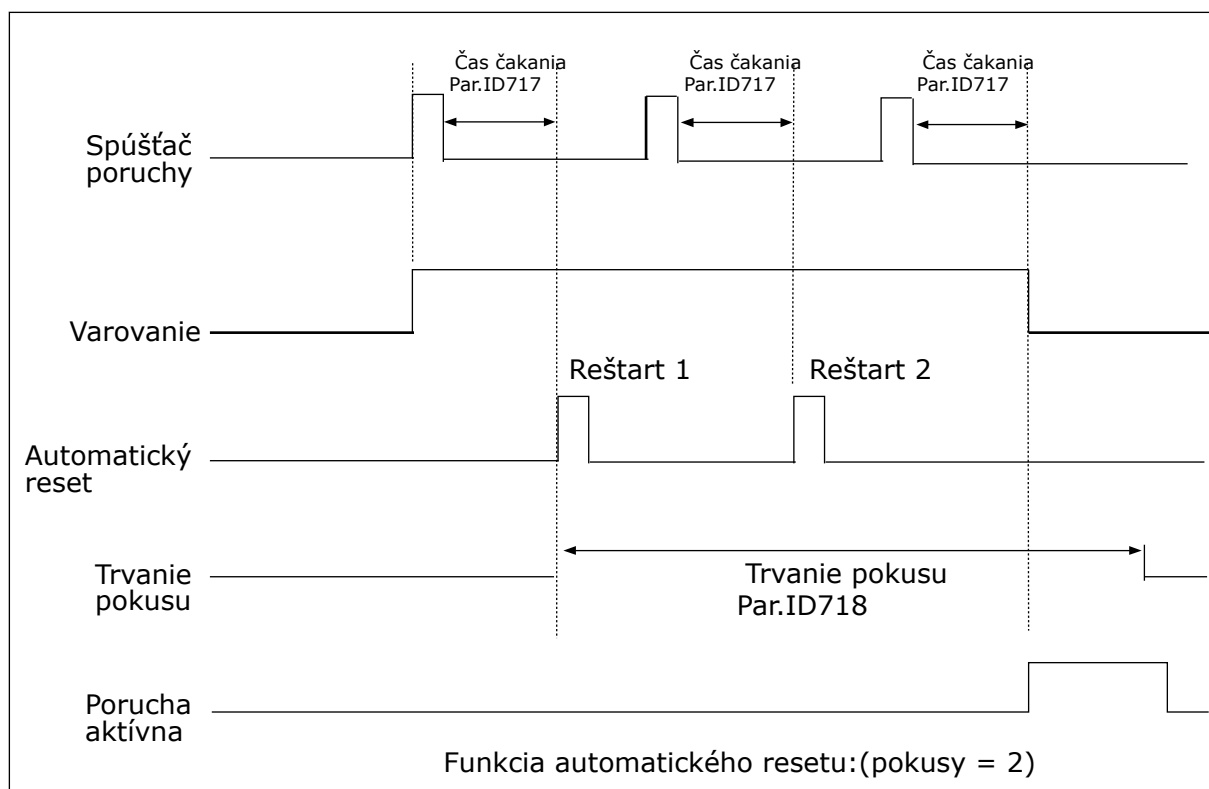 Čas čakania
Par.ID717
Čas čakania
Par.ID717
Čas čakania
Par.ID717
Spúšťač
poruchy
Varovanie
Reštart 1
Reštart 2
Automatický
reset
Trvanie
pokusu
Trvanie pokusu
Par.ID718
Porucha
aktívna
Funkcia automatického resetu:(pokusy = 2)